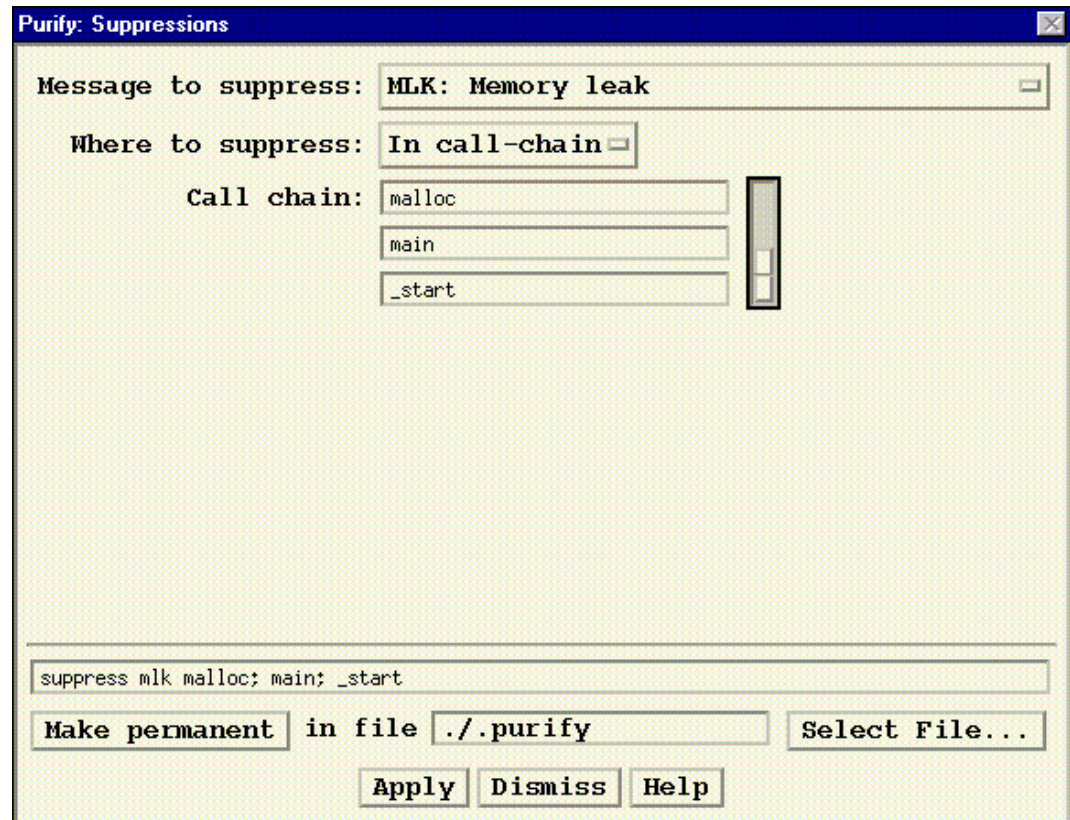 Purify: Suppressions
Message to suppress: MLK: Memory leak
Where to suppress: In call-chain
Call chain: malloc
main
_start
suppress mlk malloc; main; _start
Make permanent in file ./.purify Select File...
Apply Dismiss Help